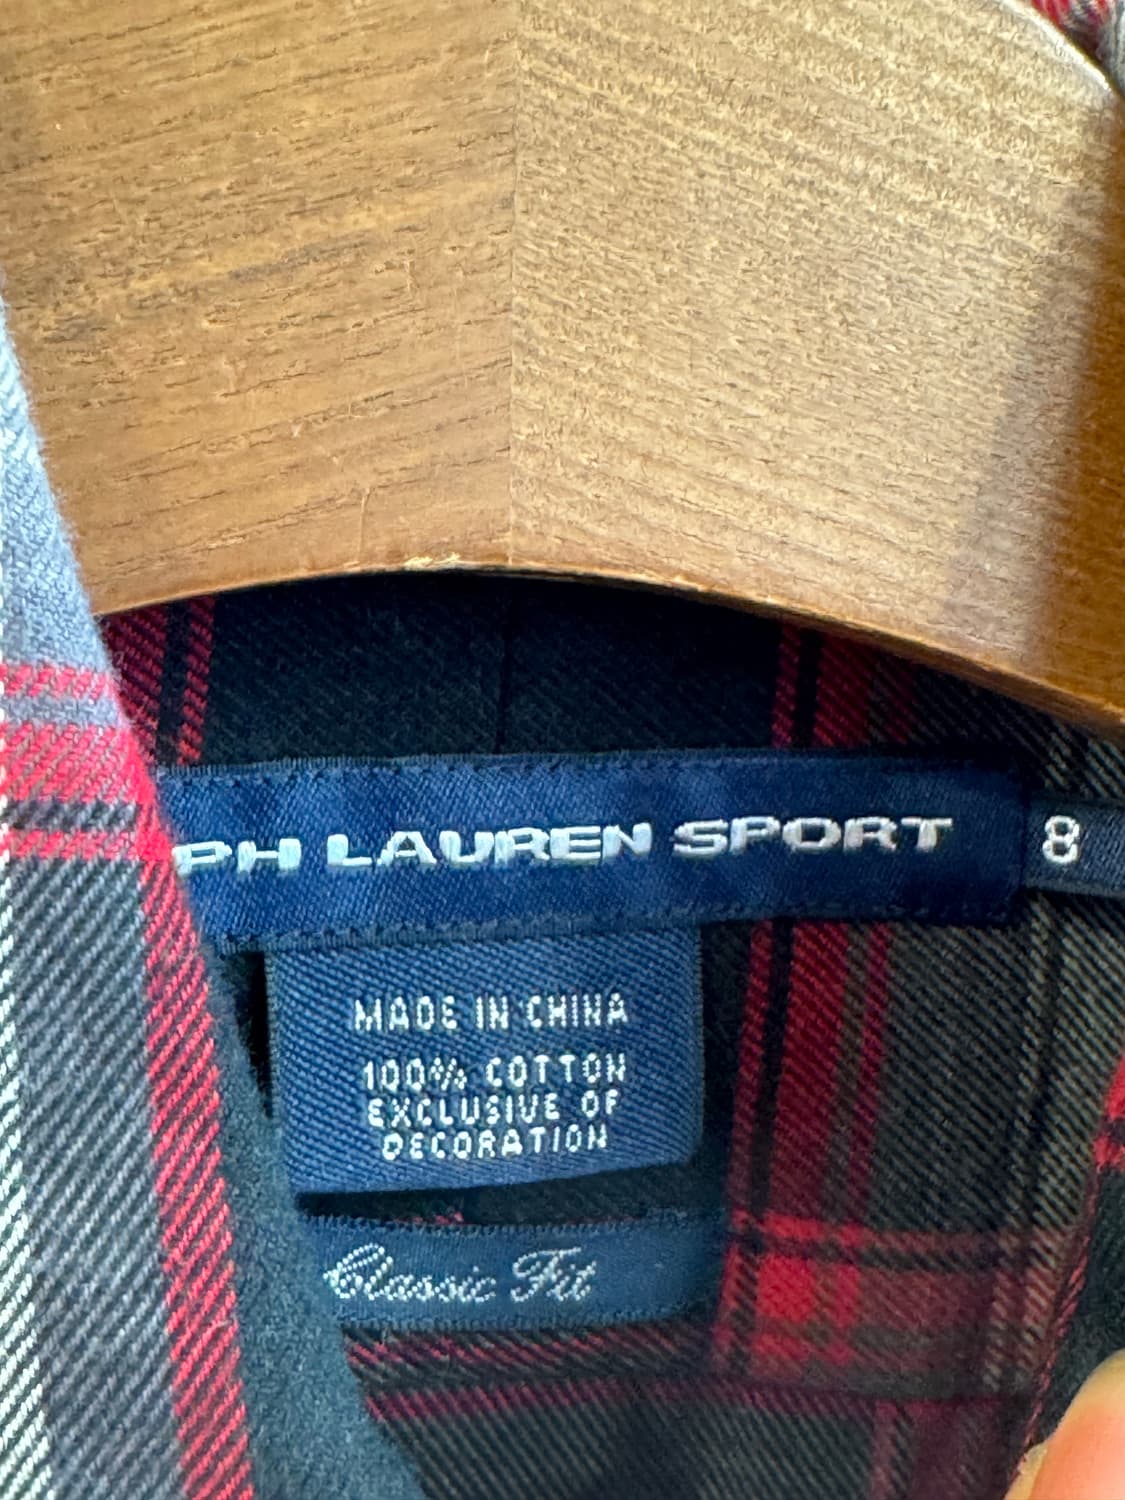 PH LAUREN SPORT 8
MADE IN CHINA
100% COTTON
EXCLUSIVE OF
DECORATION
Classic Fit